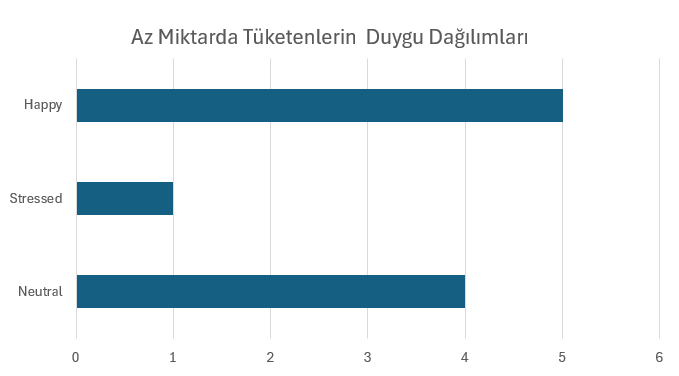 Az Miktarda Tüketenlerin  Duygu Dağılımları
Happy
Stressed
Neutral
0 1 2 3 4 5 6